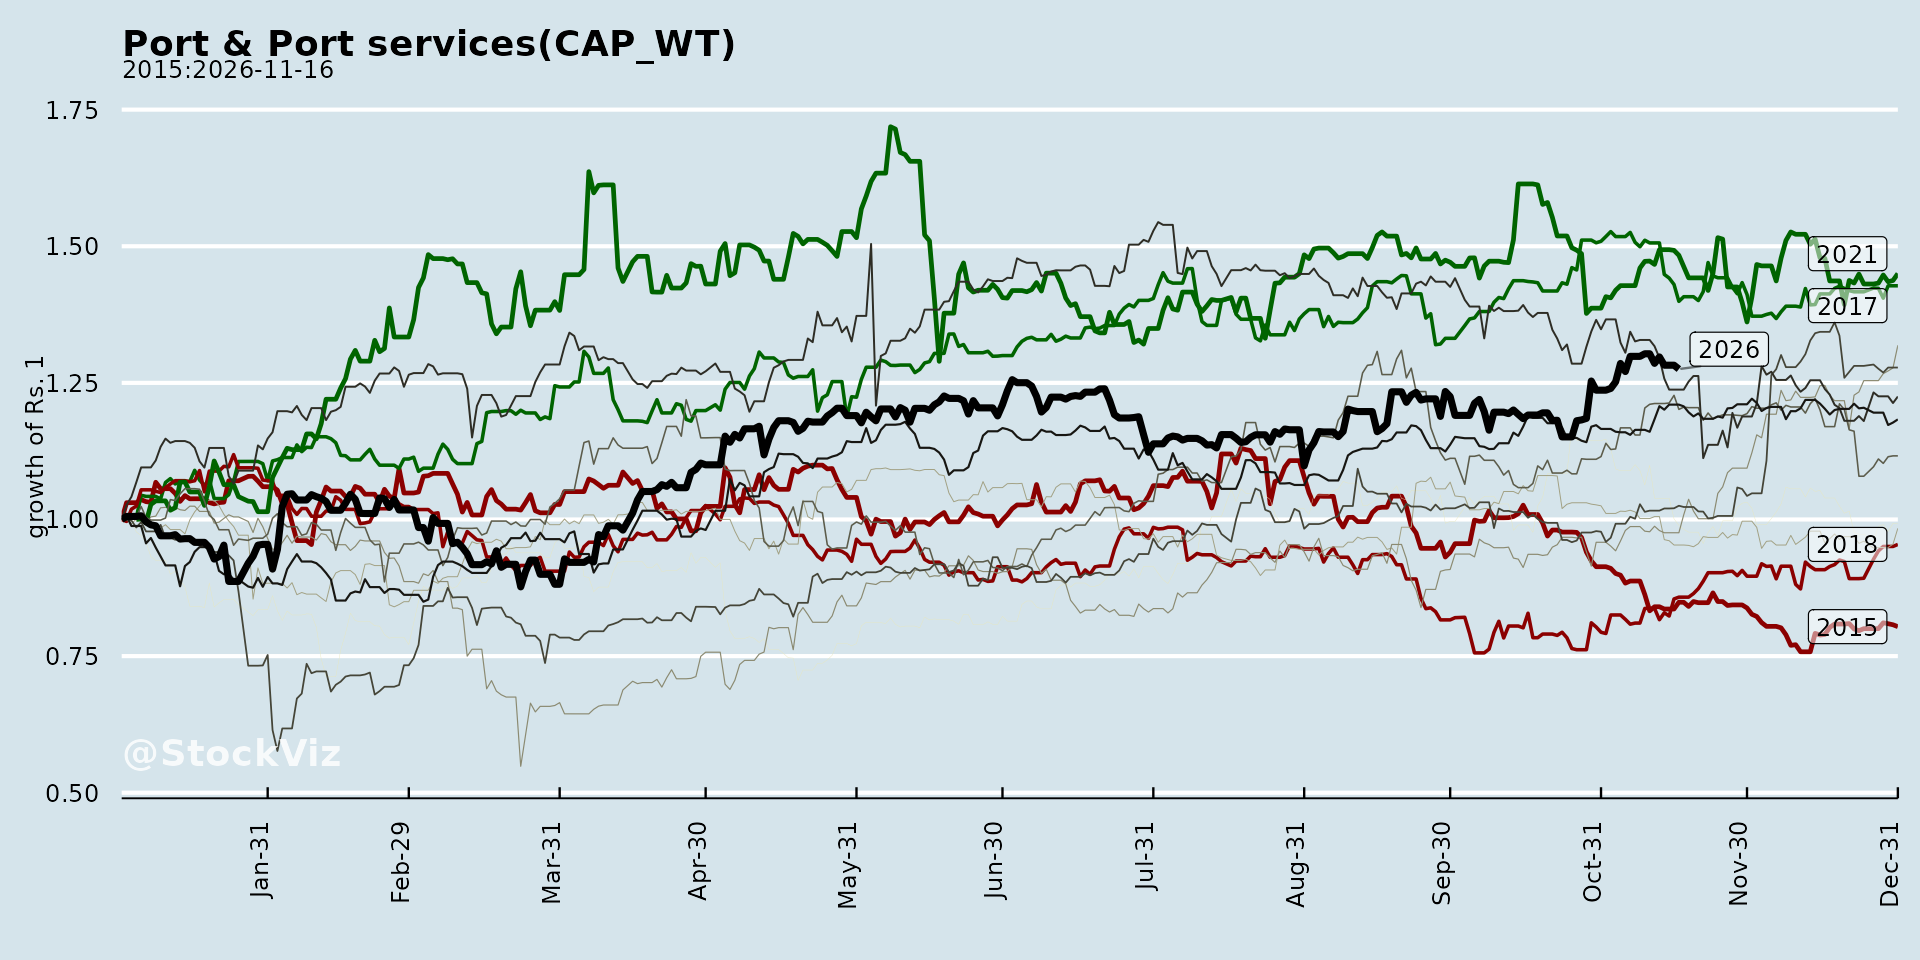 Port & Port services(CAP_WT)
2015:2026-11-16
growth of Rs. 1
1.75
1.50
1.25
1.00
0.75
0.50
2021
2017
2026
2018
2015
@StockViz
Jan-31
Feb-29
Mar-31
Apr-30
May-31
Jun-30
Jul-31
Aug-31
Sep-30
Oct-31
Nov-30
Dec-31